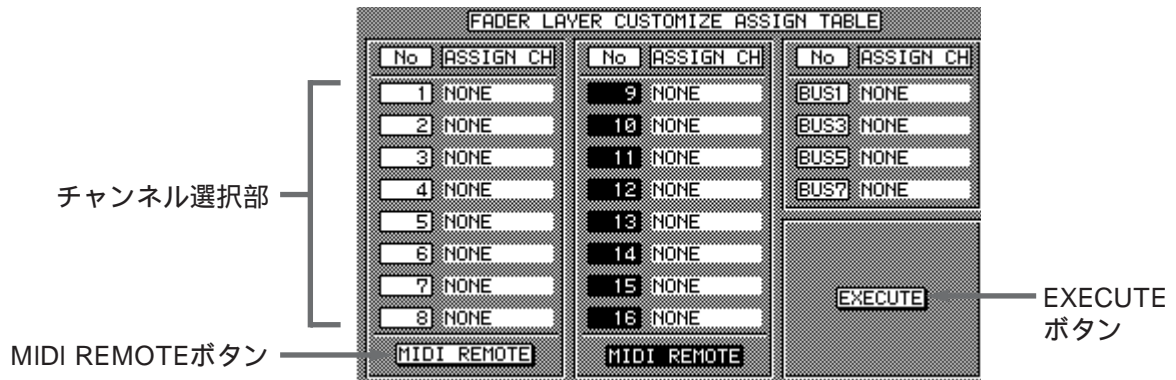 FADER LAYER CUSTOMIZE ASSIGN TABLE
No ASSIGN CH No ASSIGN CH No ASSIGN CH
1 NONE 9 NONE BUS1 NONE
2 NONE 10 NONE BUS3 NONE
3 NONE 11 NONE BUS5 NONE
チャンネル選択部 4 NONE 12 NONE BUS7 NONE
5 NONE 13 NONE
6 NONE 14 NONE
7 NONE 15 NONE EXECUTE EXECUTE
ボタン
8 NONE 16 NONE
MIDI REMOTEボタン MIDI REMOTE MIDI REMOTE